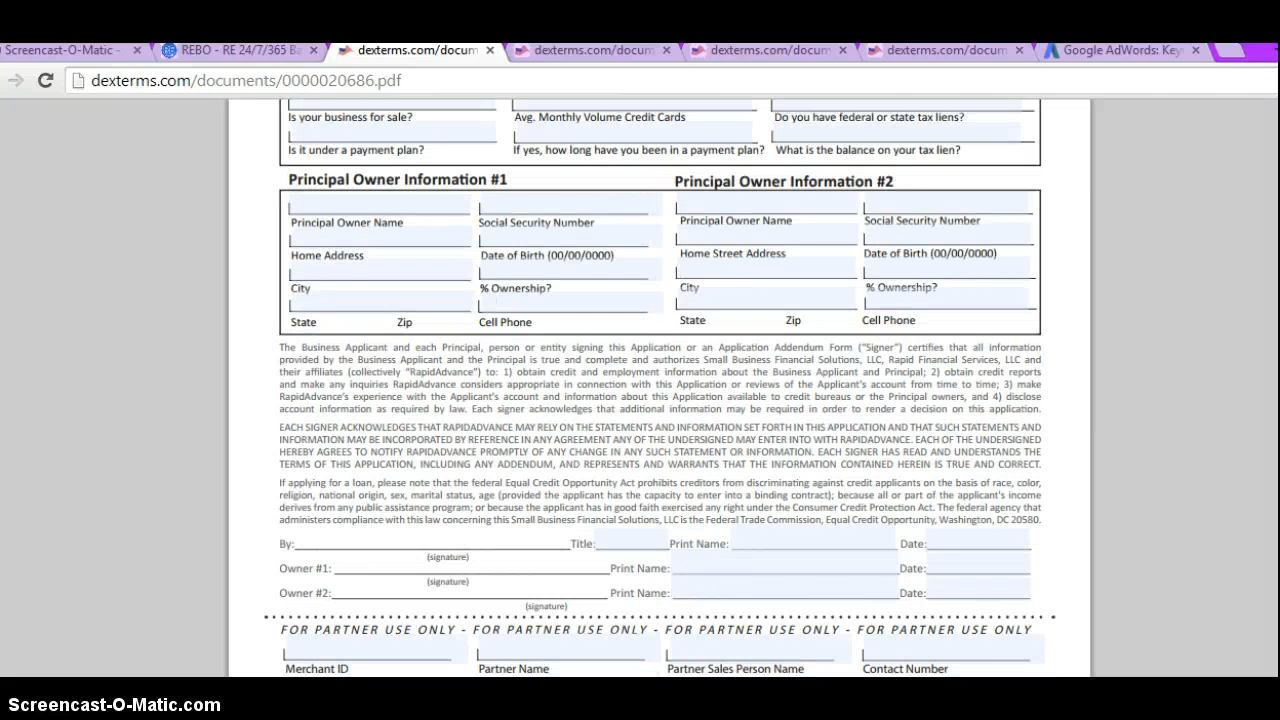 Screencast-O-Matic - × REBO - RE 24/7/365 Ba × dexterms.com/docum × dexterms.com/docum × dexterms.com/docum × dexterms.com/docum × Google AdWords: Key ×
dexterms.com/documents/0000020686.pdf
Is your business for sale? Avg. Monthly Volume Credit Cards Do you have federal or state tax liens?
Is it under a payment plan? If yes, how long have you been in a payment plan? What is the balance on your tax lien?
Principal Owner Information #1 Principal Owner Information #2
Principal Owner Name Social Security Number Principal Owner Name Social Security Number
Home Address Date of Birth (00/00/0000) Home Street Address Date of Birth (00/00/0000)
City % Ownership? City % Ownership?
State Zip Cell Phone State Zip Cell Phone
The Business Applicant and each Principal, person or entity signing this Application or an Application Addendum Form (“Signer”) certifies that all information
provided by the Business Applicant and the Principal is true and complete and authorizes Small Business Financial Solutions, LLC, Rapid Financial Services, LLC and
their affiliates (collectively “RapidAdvance”) to: 1) obtain credit and employment information about the Business Applicant and Principal; 2) obtain credit reports
and make any inquiries RapidAdvance considers appropriate in connection with this Application or reviews of the Applicant's account from time to time; 3) make
RapidAdvance's experience with the Applicant's account and information about this Application available to credit bureaus or the Principal owners, and 4) disclose
account information as required by law. Each signer acknowledges that additional information may be required in order to render a decision on this application.
EACH SIGNER ACKNOWLEDGES THAT RAPIDADVANCE MAY RELY ON THE STATEMENTS AND INFORMATION SET FORTH IN THIS APPLICATION AND THAT SUCH STATEMENTS AND
INFORMATION MAY BE INCORPORATED BY REFERENCE IN ANY AGREEMENT ANY OF THE UNDERSIGNED MAY ENTER INTO WITH RAPIDADVANCE. EACH OF THE UNDERSIGNED
HEREBY AGREES TO NOTIFY RAPIDADVANCE PROMPTLY OF ANY CHANGE IN ANY SUCH STATEMENT OR INFORMATION. EACH SIGNER HAS READ AND UNDERSTANDS THE
TERMS OF THIS APPLICATION, INCLUDING ANY ADDENDUM, AND REPRESENTS AND WARRANTS THAT THE INFORMATION CONTAINED HEREIN IS TRUE AND CORRECT.
If applying for a loan, please note that the federal Equal Credit Opportunity Act prohibits creditors from discriminating against credit applicants on the basis of race, color,
religion, national origin, sex, marital status, age (provided the applicant has the capacity to enter into a binding contract); because all or part of the applicant's income
derives from any public assistance program; or because the applicant has in good faith exercised any right under the Consumer Credit Protection Act. The federal agency that
administers compliance with this law concerning this Small Business Financial Solutions, LLC is the Federal Trade Commission, Equal Credit Opportunity, Washington, DC 20580.
By: Title: Print Name: Date:
(signature)
Owner #1: Print Name: Date:
(signature)
Owner #2: Print Name: Date:
(signature)
FOR PARTNER USE ONLY - FOR PARTNER USE ONLY - FOR PARTNER USE ONLY - FOR PARTNER USE ONLY
Merchant ID Partner Name Partner Sales Person Name Contact Number
Screencast-O-Matic.com